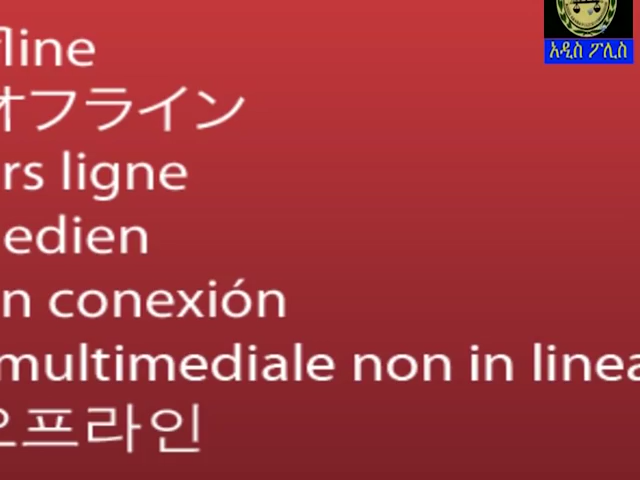 አዲስ ፖሊስ
fline
オフライン
rs ligne
edien
n conexión
multimediale non in linea
오프라인